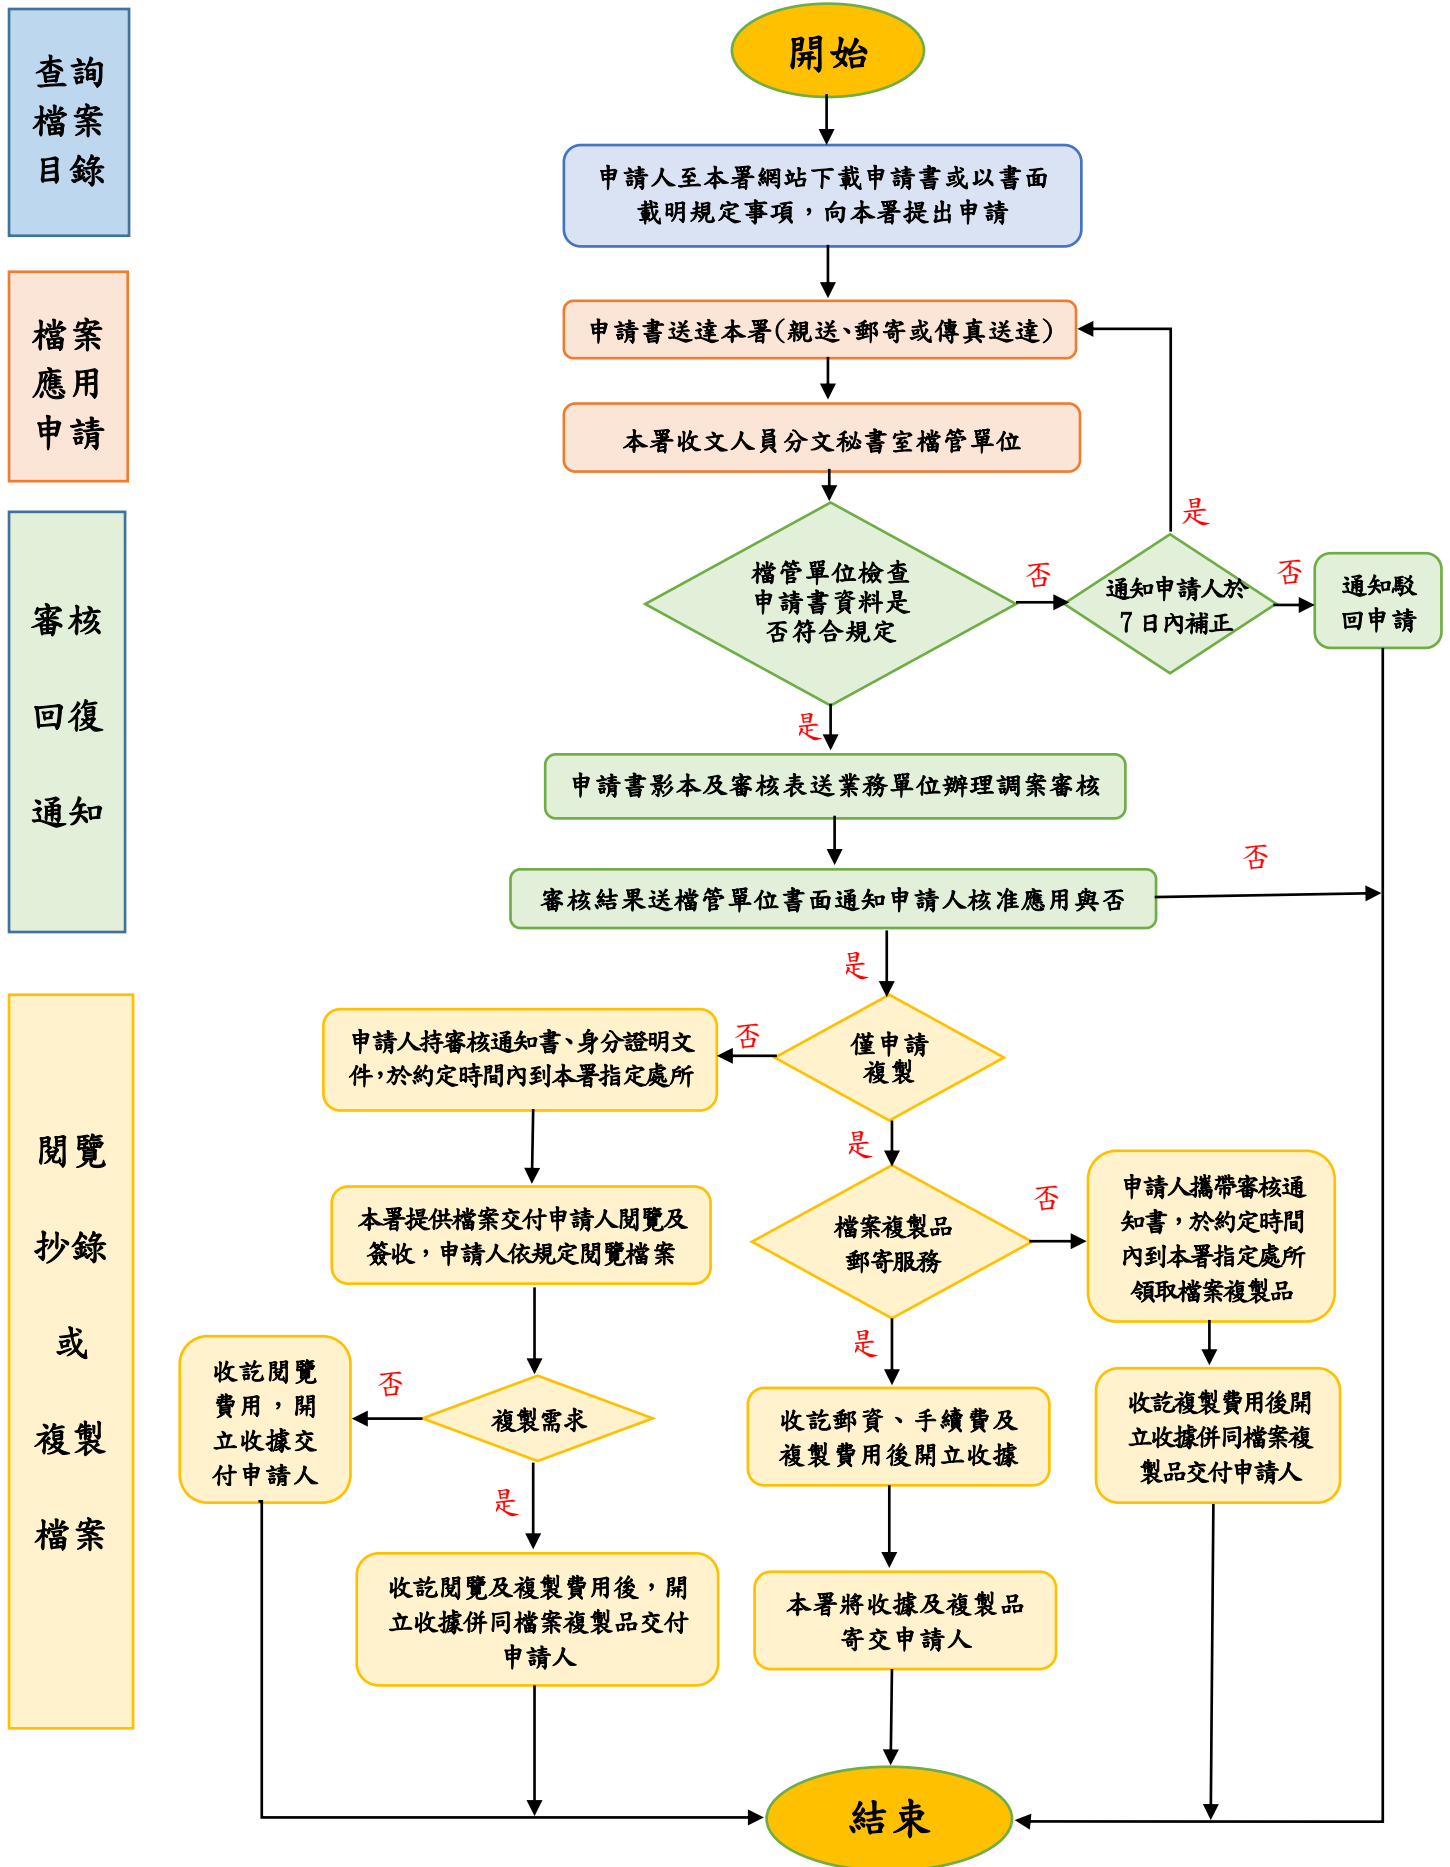 查詢
檔案
目錄
檔案
應用
申請
審核
回復
通知
閱覽
抄錄
或
複製
檔案
開始
申請人至本署網站下載申請書或以書面
載明規定事項，向本署提出申請
申請書送達本署(親送、郵寄或傳真送達)
本署收文人員分文秘書室檔管單位
檔管單位檢查
申請書資料是
否符合規定
否
通知申請人於
7日內補正
是
否
通知駁
回申請
是
申請書影本及審核表送業務單位辦理調案審核
審核結果送檔管單位書面通知申請人核准應用與否
否
是
僅申請
複製
否
申請人持審核通知書、身分證明文
件，於約定時間內到本署指定處所
是
檔案複製品
郵寄服務
否
申請人攜帶審核通
知書，於約定時間
內到本署指定處所
領取檔案複製品
本署提供檔案交付申請人閱覽及
簽收，申請人依規定閱覽檔案
是
複製需求
否
收訖閱覽
費用，開
立收據交
付申請人
收訖郵資、手續費及
複製費用後開立收據
收訖複製費用後開
立收據併同檔案複
製品交付申請人
是
收訖閱覽及複製費用後，開
立收據併同檔案複製品交付
申請人
本署將收據及複製品
寄交申請人
結束